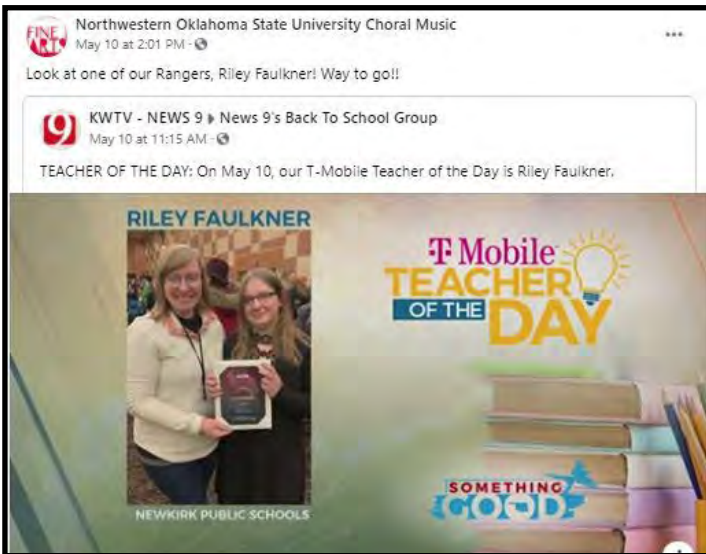 FINE
ARTS
Northwestern Oklahoma State University Choral Music
May 10 at 2:01 PM ·
Look at one of our Rangers, Riley Faulkner! Way to go!!
9
KWTV - NEWS 9 ▸ News 9's Back To School Group
May 10 at 11:15 AM ·
TEACHER OF THE DAY: On May 10, our T-Mobile Teacher of the Day is Riley Faulkner.
RILEY FAULKNER
T Mobile
TEACHER
OF THE DAY
SOMETHING
GOOD
NEWKIRK PUBLIC SCHOOLS